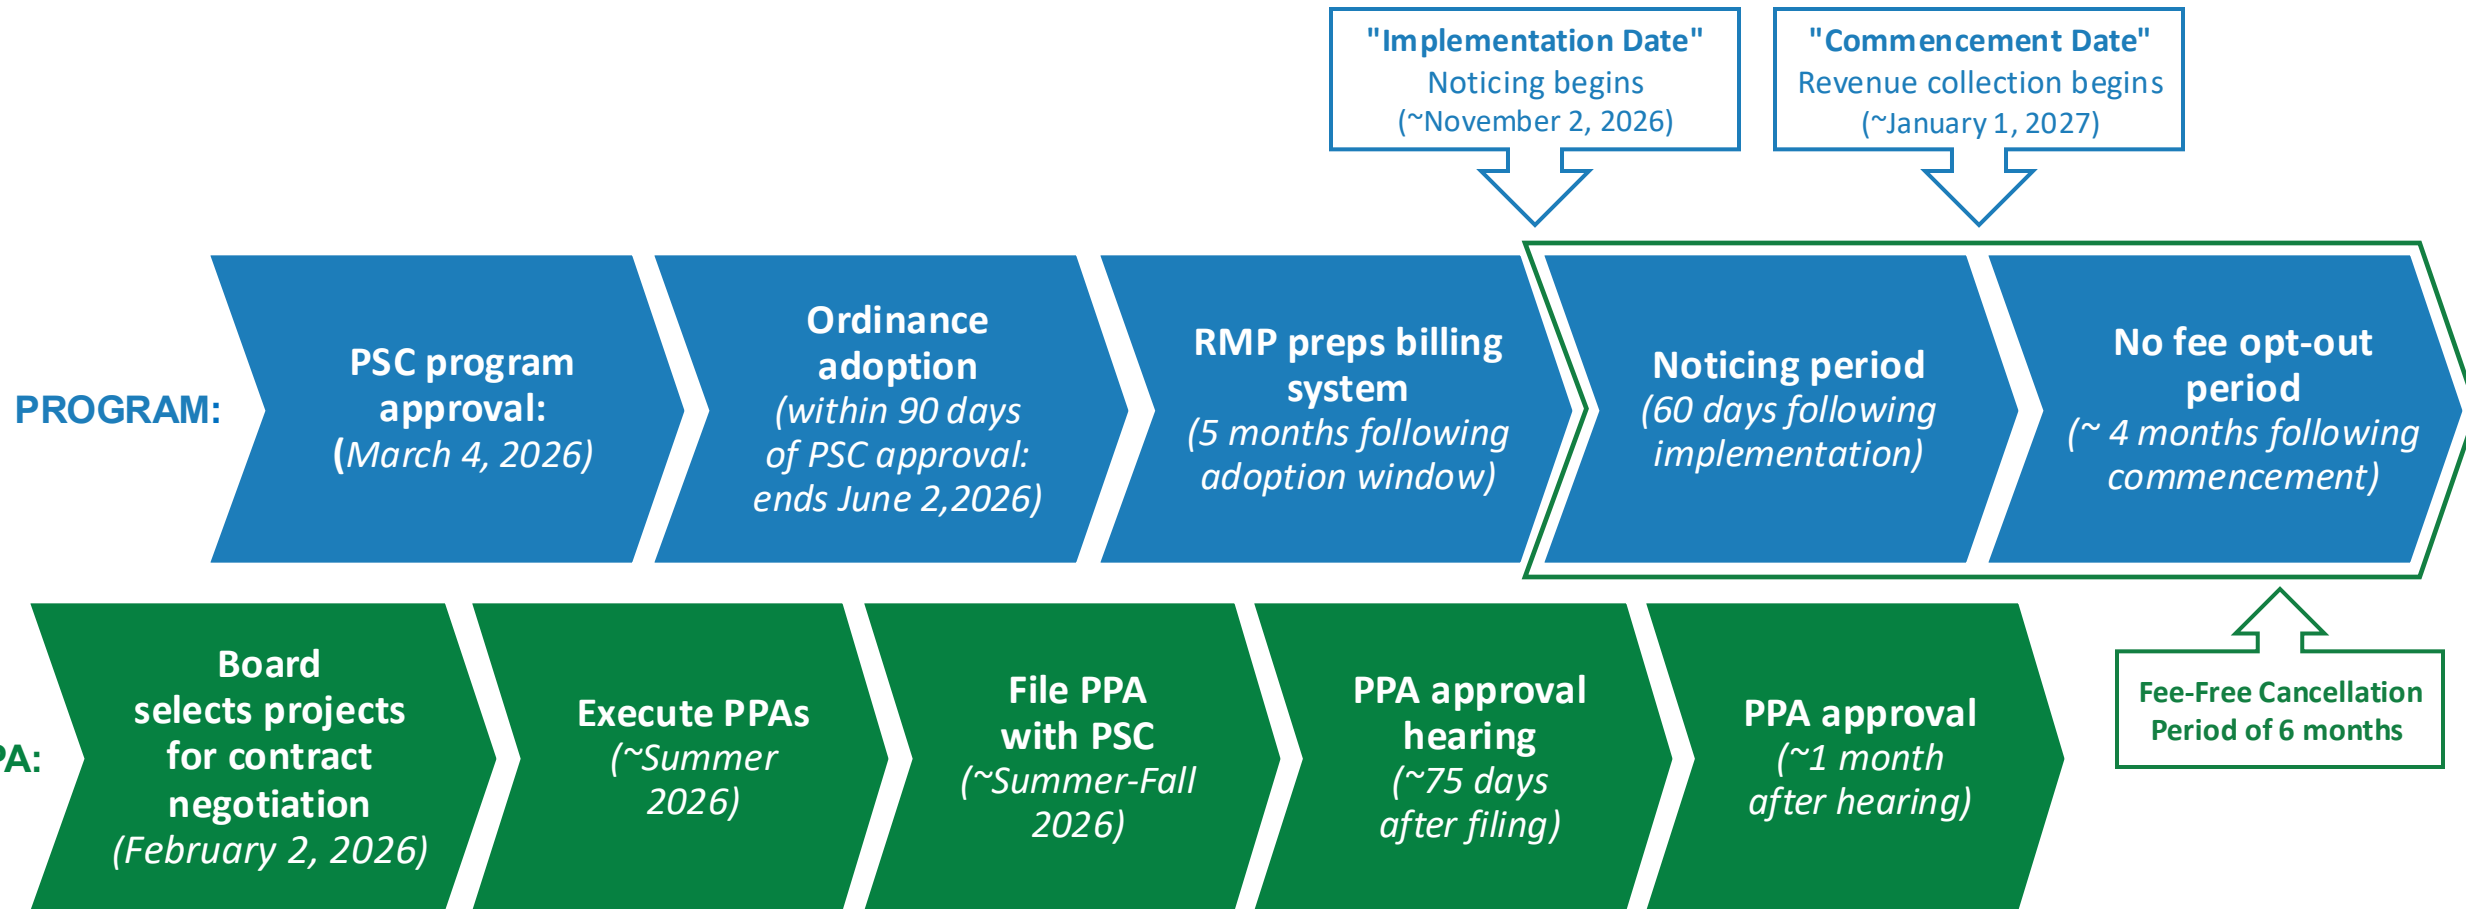 "Implementation Date"
Noticing begins
(~November 2, 2026)
"Commencement Date"
Revenue collection begins
(~January 1, 2027)
PROGRAM:
PSC program
approval:
(March 4, 2026)
Ordinance
adoption
(within 90 days
of PSC approval:
ends June 2,2026)
RMP preps billing
system
(5 months following
adoption window)
Noticing period
(60 days following
implementation)
No fee opt-out
period
(~ 4 months following
commencement)
PA:
Board
selects projects
for contract
negotiation
(February 2, 2026)
Execute PPAs
(~Summer
2026)
File PPA
with PSC
(~Summer-Fall
2026)
PPA approval
hearing
(~75 days
after filing)
PPA approval
(~1 month
after hearing)
Fee-Free Cancellation
Period of 6 months